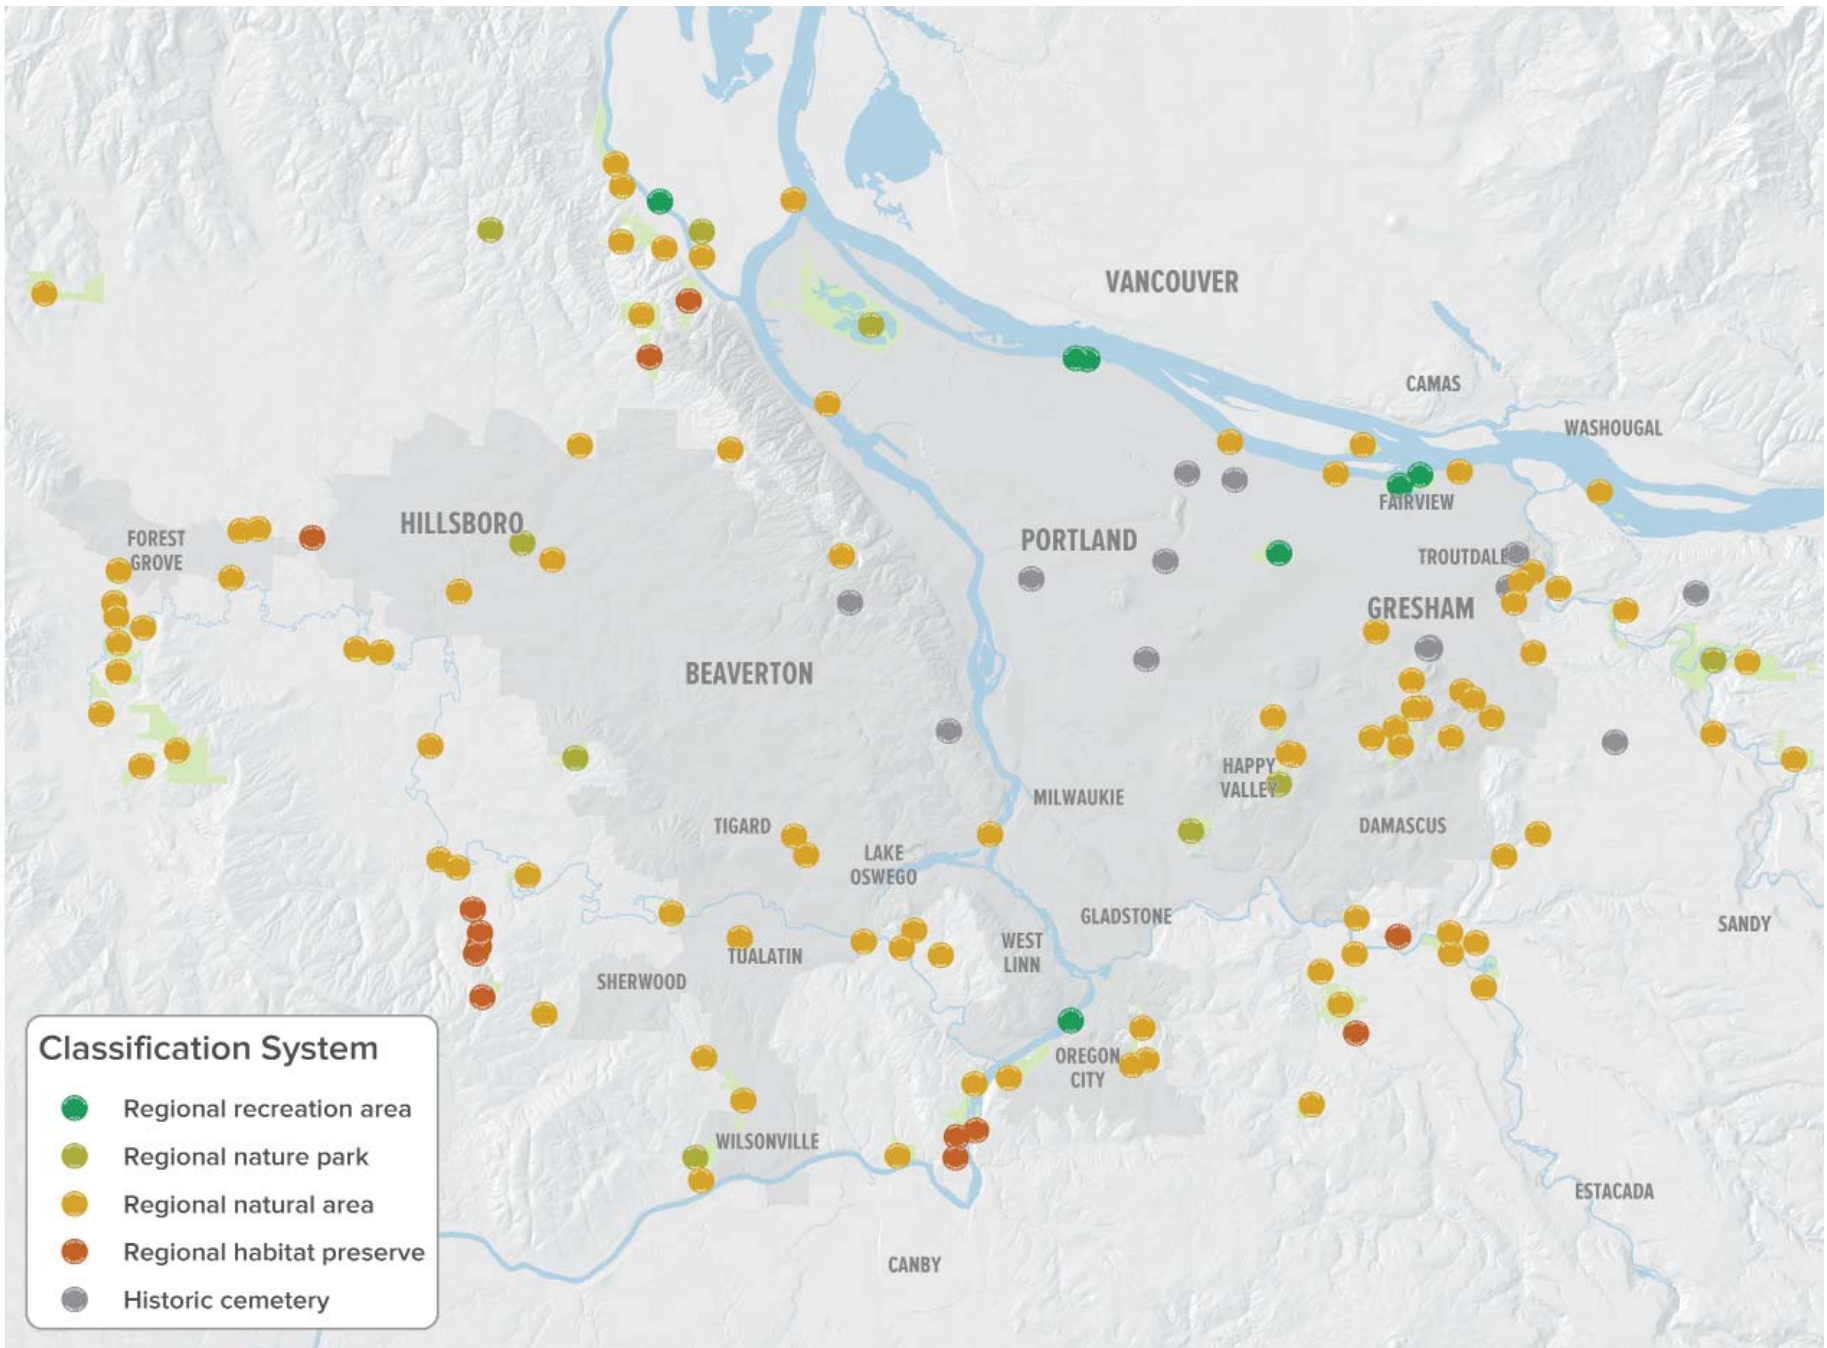 VANCOUVER
CAMAS
WASHOUGAL
FAIRVIEW
HILLSBORO
FOREST
GROVE
PORTLAND
TROUTDALE
GRESHAM
BEAVERTON
HAPPY
VALLEY
MILWAUKIE
TIGARD
DAMASCUS
LAKE
OSWEGO
GLADSTONE
SANDY
WEST
LINN
TUALATIN
SHERWOOD
OREGON
CITY
WILSONVILLE
ESTACADA
CANBY
Classification System
Regional recreation area
Regional nature park
Regional natural area
Regional habitat preserve
Historic cemetery